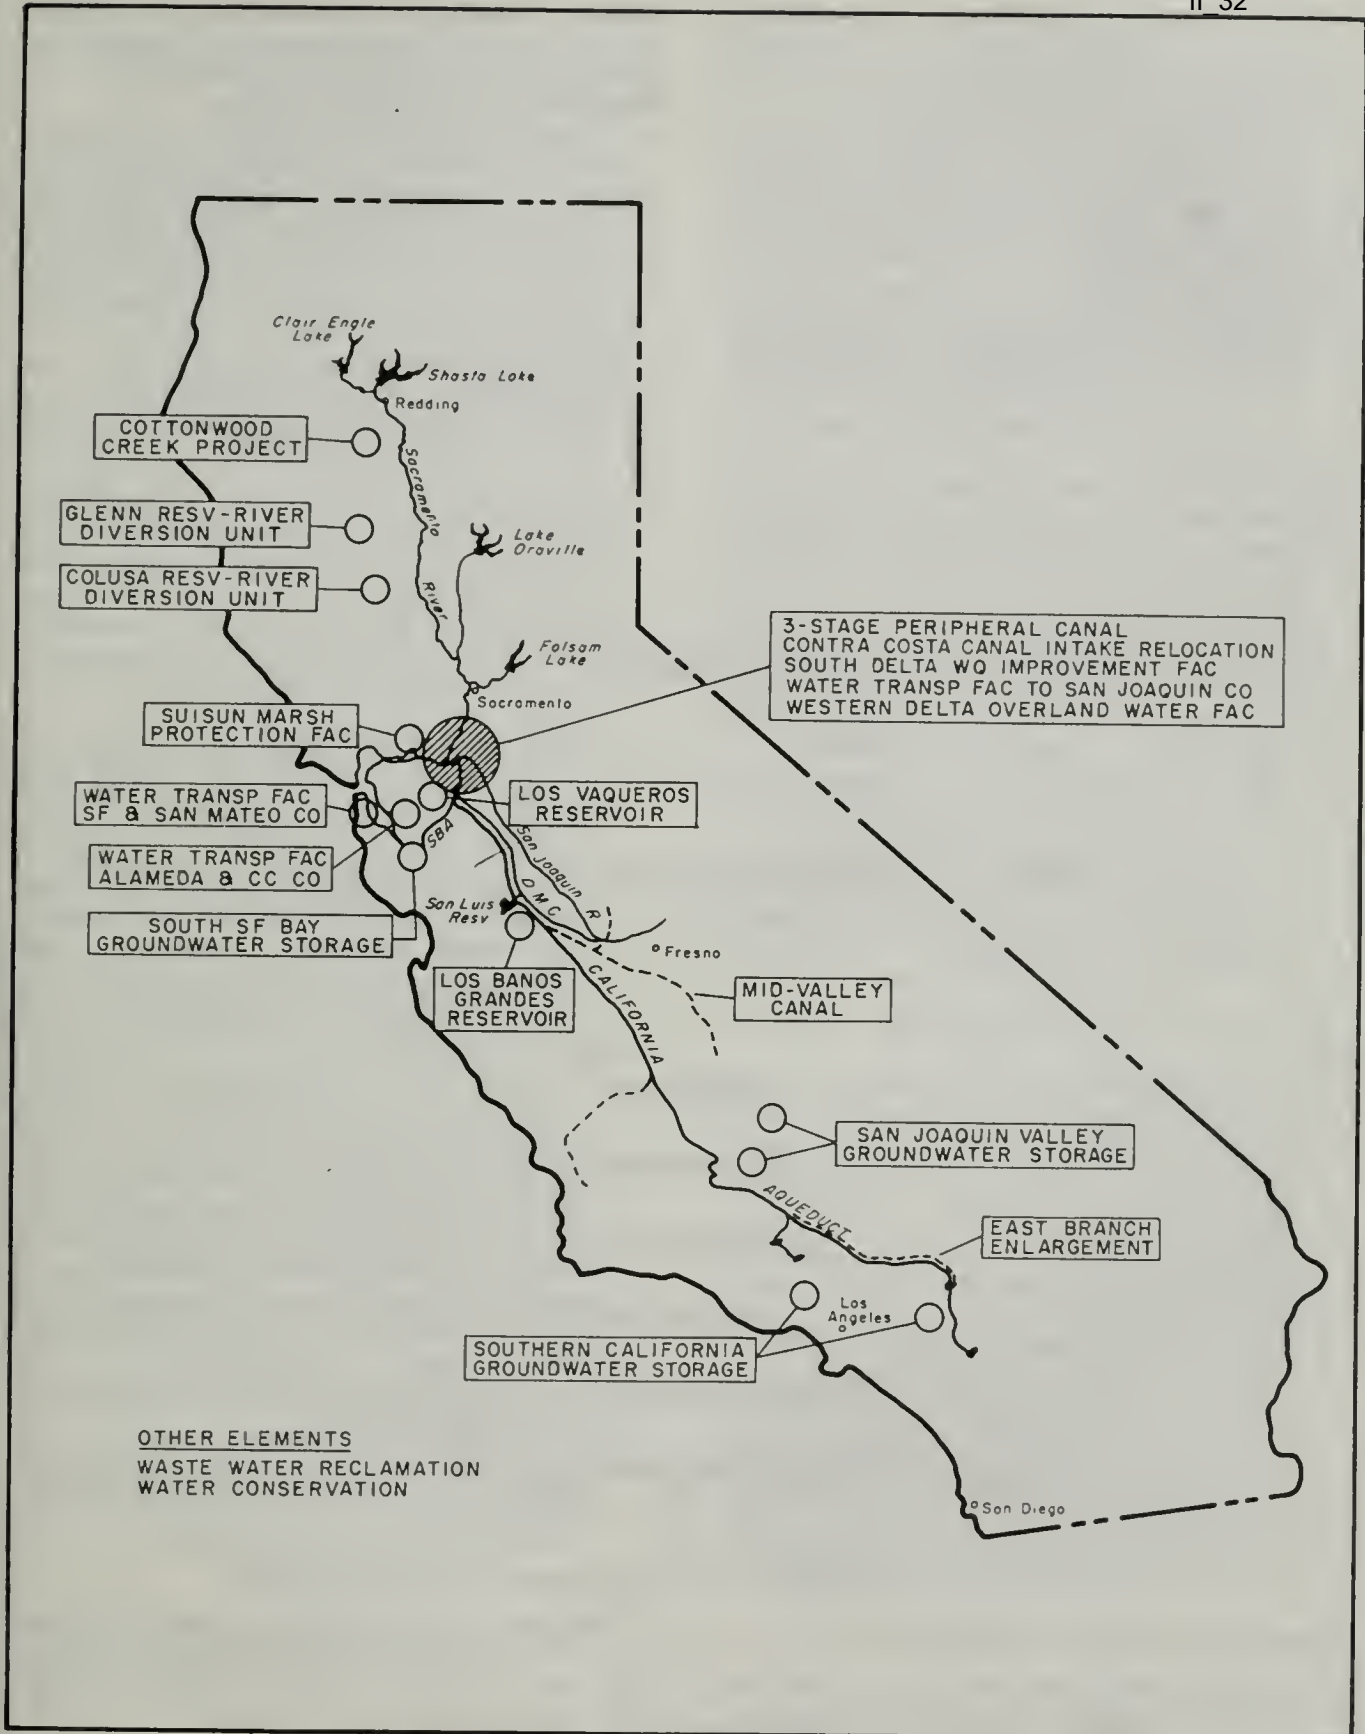 II_32
Clair Engle
Lake
Shasta Lake
Redding
COTTONWOOD
CREEK PROJECT
Sacramento
River
GLENN RESV-RIVER
DIVERSION UNIT
Lake
Oroville
COLUSA RESV-RIVER
DIVERSION UNIT
3-STAGE PERIPHERAL CANAL
CONTRA COSTA CANAL INTAKE RELOCATION
SOUTH DELTA WQ IMPROVEMENT FAC
WATER TRANSP FAC TO SAN JOAQUIN CO
WESTERN DELTA OVERLAND WATER FAC
Folsam
Lake
Sacramento
SUISUN MARSH
PROTECTION FAC
WATER TRANSP FAC
SF & SAN MATEO CO
LOS VAQUEROS
RESERVOIR
SBA
San Joaquin R
WATER TRANSP FAC
ALAMEDA & CC CO
DMC
San Luis
Resv
SOUTH SF BAY
GROUNDWATER STORAGE
Fresno
LOS BANOS
GRANDES
RESERVOIR
MID-VALLEY
CANAL
CALIFORNIA
SAN JOAQUIN VALLEY
GROUNDWATER STORAGE
AQUEDUCT
EAST BRANCH
ENLARGEMENT
Los
Angeles
SOUTHERN CALIFORNIA
GROUNDWATER STORAGE
OTHER ELEMENTS
WASTE WATER RECLAMATION
WATER CONSERVATION
San Diego